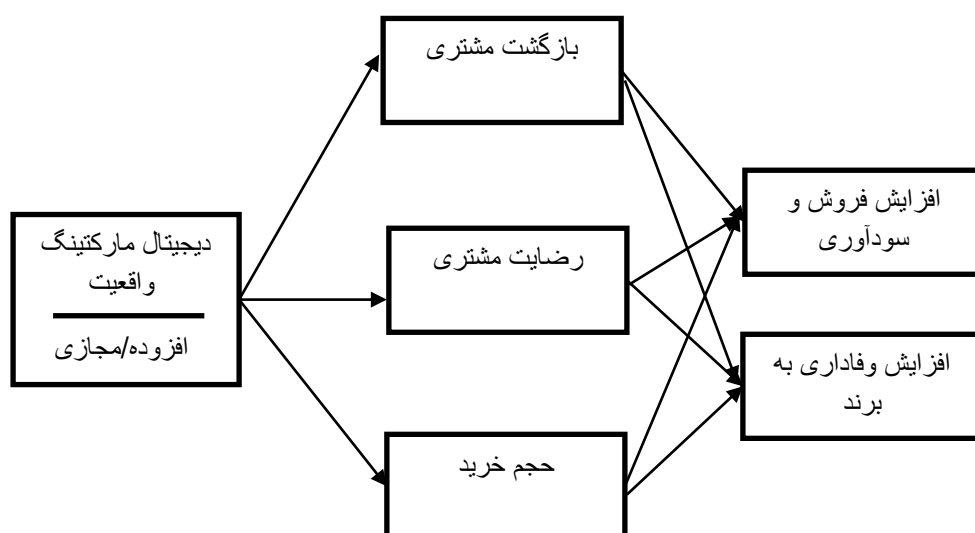 بازگشت مشتری
افزایش فروش و
سودآوری
دیجیتال مارکتینگ
واقعیت
افزوده/مجازی
رضایت مشتری
افزایش وفاداری به
برند
حجم خرید